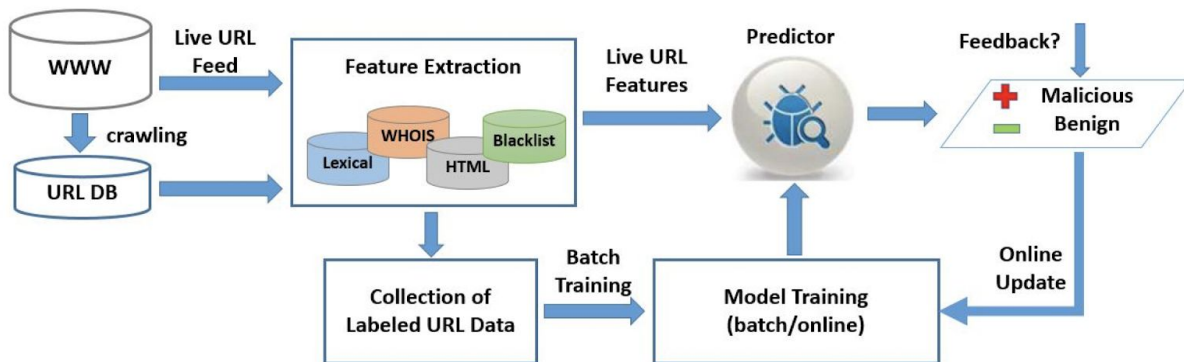 WWW
Live URL
Feed
crawling
URL DB
Feature Extraction
Lexical
WHOIS
HTML
Blacklist
Live URL
Features
Predictor
Feedback?
Malicious
Benign
Collection of
Labeled URL Data
Batch
Training
Model Training
(batch/online)
Online
Update